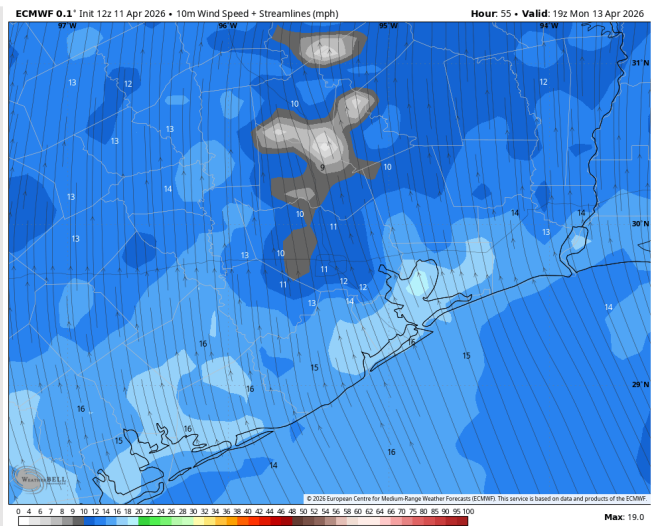 ECMWF 0.1° Init 12z 11 Apr 2026 • 10m Wind Speed + Streamlines (mph)
Hour: 55 • Valid: 19z Mon 13 Apr 2026
97°W 96°W 95°W 94°W
31°N
13 12 12
10
13
13
9 10
14
13
10 14 14 30°N
11 13
13
13 10
11
11 12 12
13 14
14
16 16
15 15
29°N
16
16
16
15
16
14
WEATHERBELL
© 2026 European Centre for Medium-Range Weather Forecasts (ECMWF). This service is based on data and products of the ECMWF.
0 4 6 7 8 9 10 12 14 16 18 20 22 24 26 28 30 32 34 36 38 40 42 44 46 48 50 52 54 56 58 60 62 64 65 70 75 80 85 90 95 100
Max: 19.0